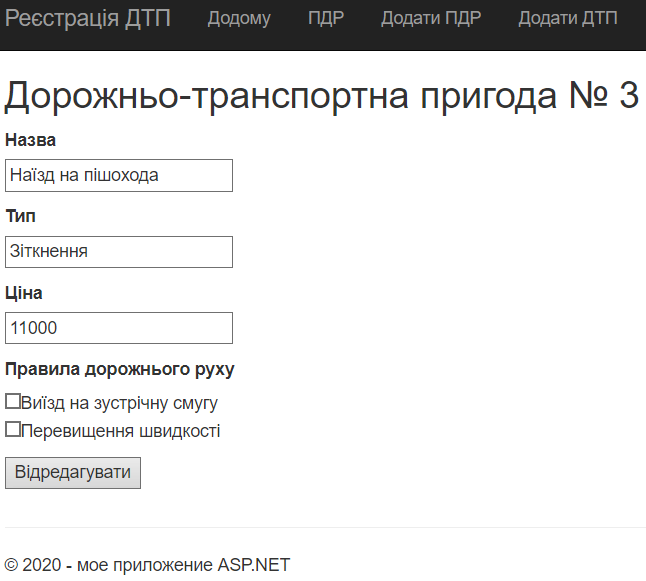 Реєстрація ДТП Додому ПДР Додати ПДР Додати ДТП
Дорожньо-транспортна пригода № 3
Назва
Наїзд на пішохода
Тип
Зіткнення
Ціна
11000
Правила дорожнього руху
Виїзд на зустрічну смугу
Перевищення швидкості
Відредагувати
© 2020 - мое приложение ASP.NET